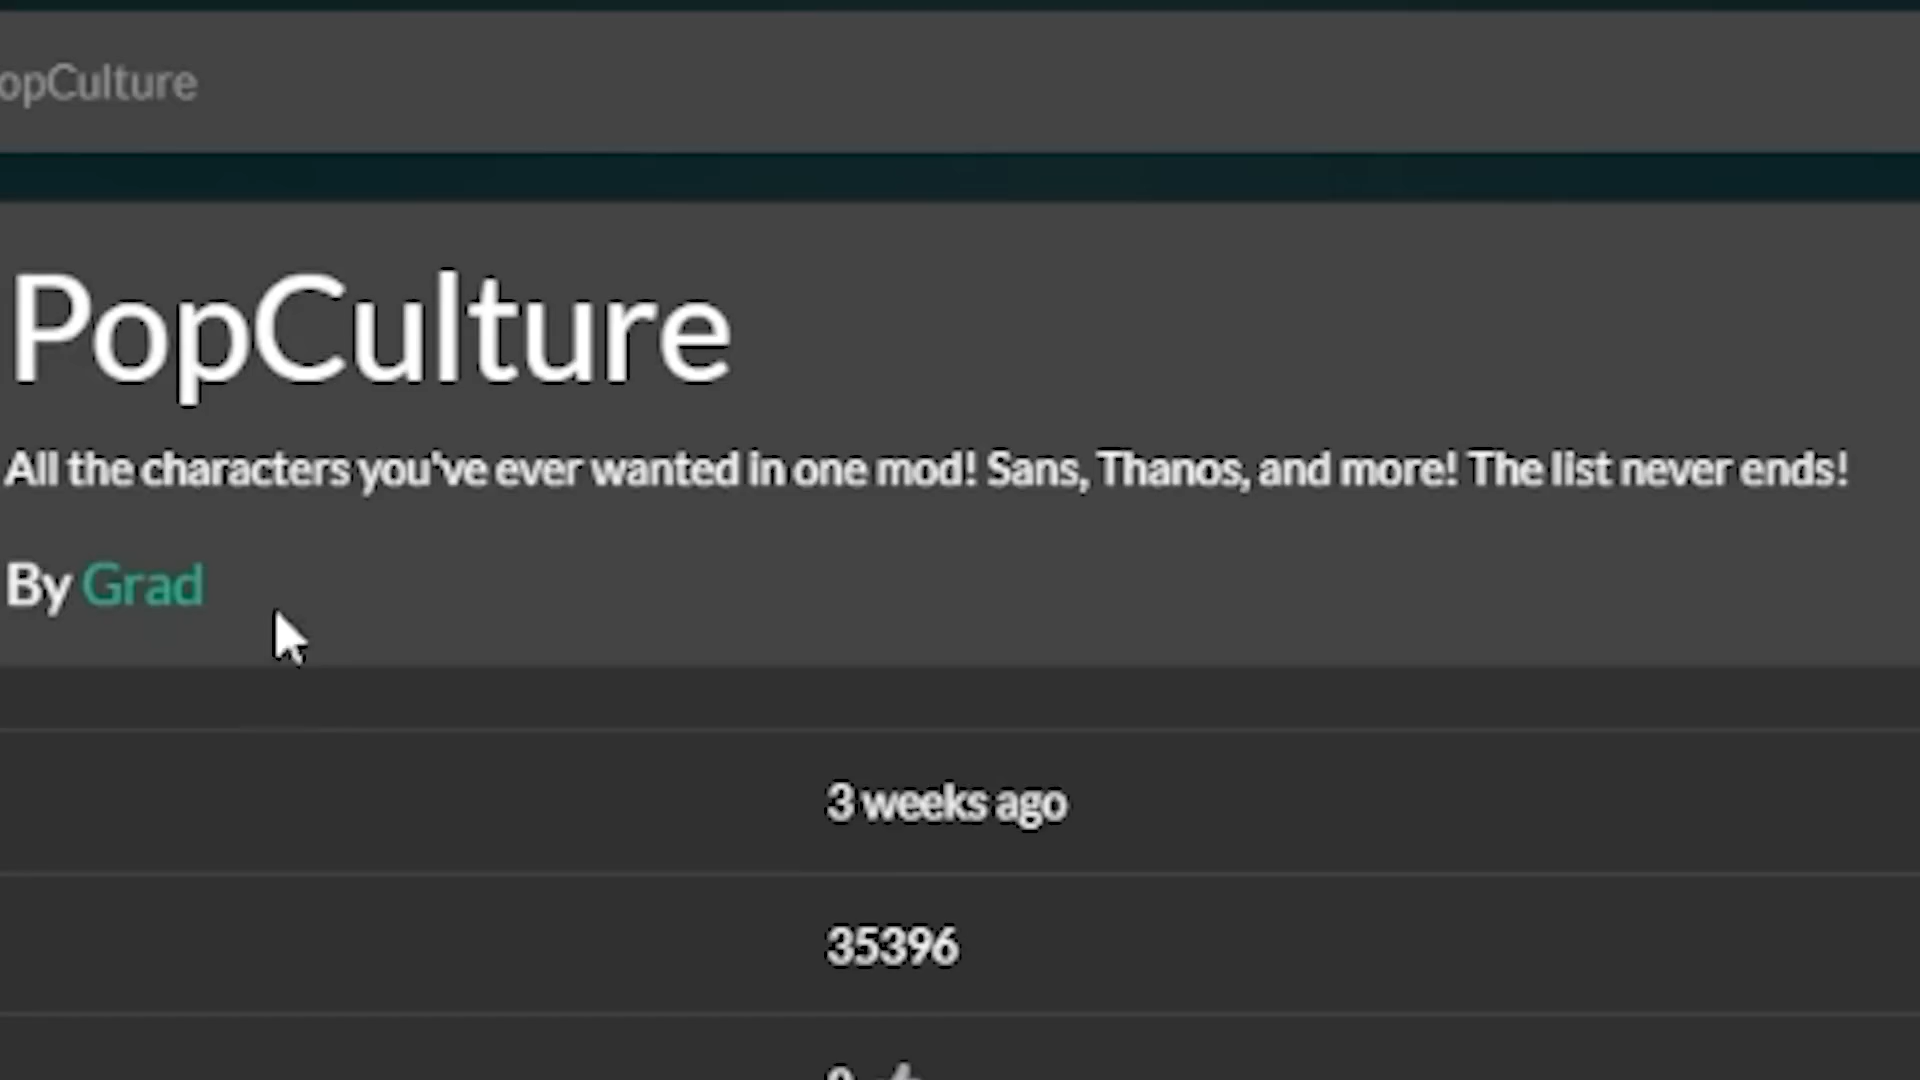 opCulture
PopCulture
All the characters you've ever wanted in one mod! Sans, Thanos, and more! The list never ends!
By Grad
3 weeks ago
35396